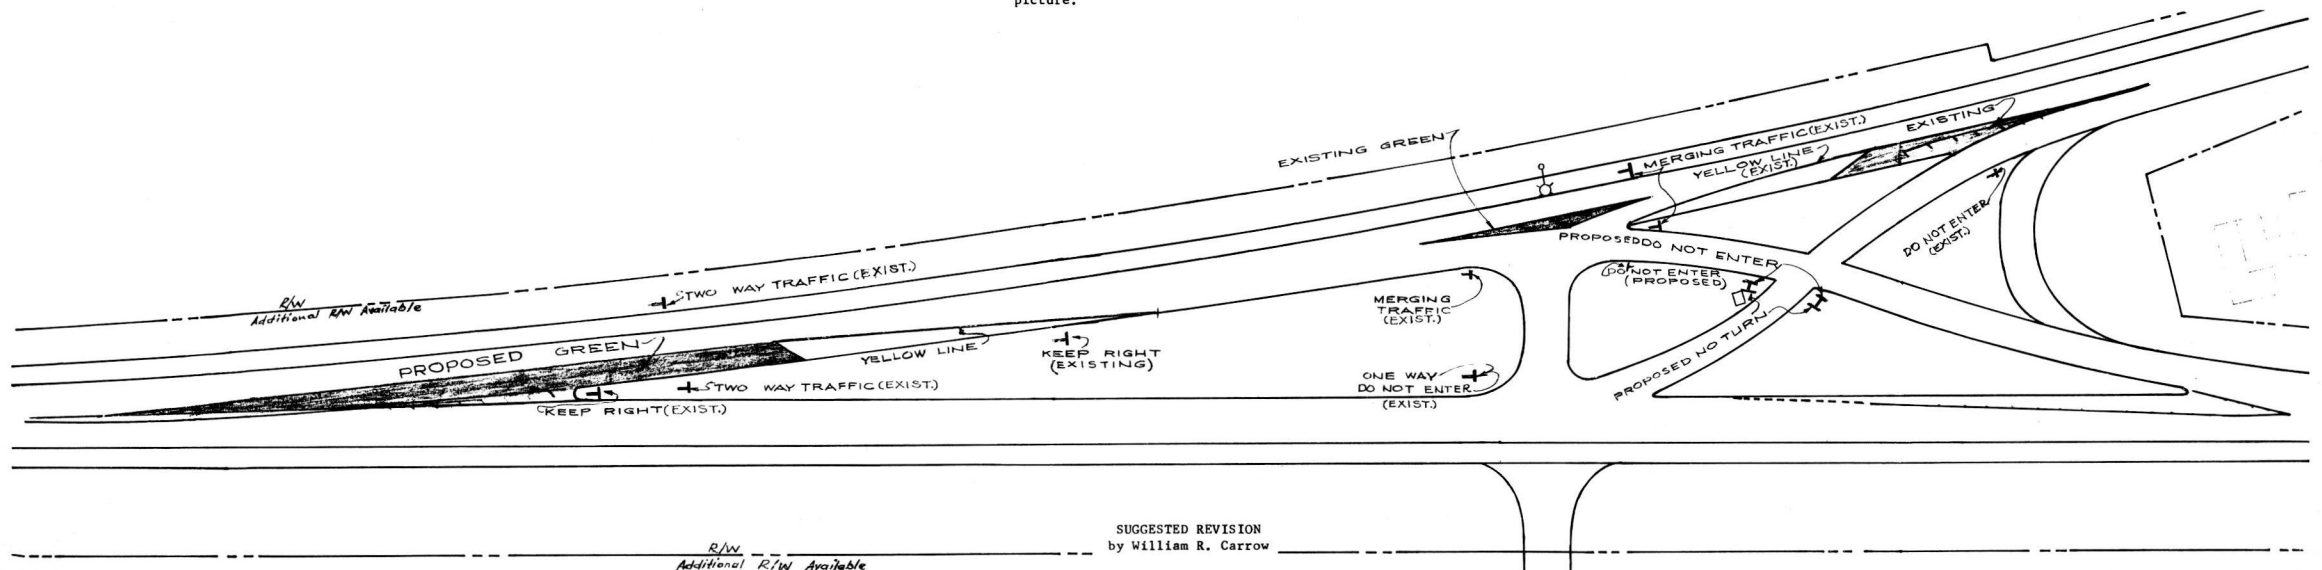 picture.
EXISTING GREEN
MERGING TRAFFIC (EXIST.)
EXISTING
YELLOW LINE
(EXIST.)
DO NOT ENTER
(EXIST.)
PROPOSED DO NOT ENTER
DO NOT ENTER
(PROPOSED)
TWO WAY TRAFFIC (EXIST.)
R/W
Additional R/W Available
MERGING
TRAFFIC
(EXIST.)
PROPOSED GREEN
YELLOW LINE
KEEP RIGHT
(EXISTING)
PROPOSED NO TURN
TWO WAY TRAFFIC (EXIST.)
KEEP RIGHT (EXIST.)
ONE WAY
DO NOT ENTER
(EXIST.)
SUGGESTED REVISION
by William R. Carrow
R/W
Additional R/W Available